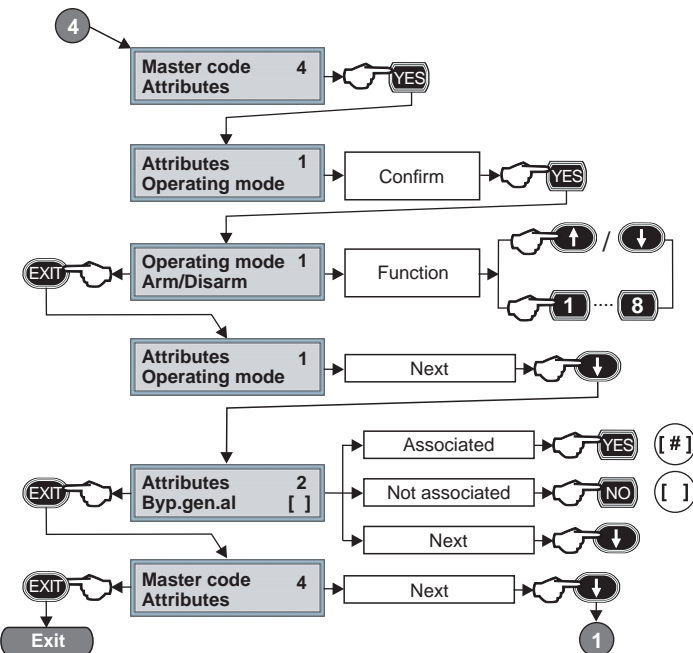 4
Master code 4
Attributes
YES
Attributes 1
Operating mode
Confirm
YES
EXIT
Operating mode 1
Arm/Disarm
Function
/
1 .... 8
Attributes 1
Operating mode
Next
Associated
YES
[ # ]
EXIT
Attributes 2
Byp.gen.al [ ]
Not associated
NO
[ ]
Next
EXIT
Master code 4
Attributes
Next
Exit
1